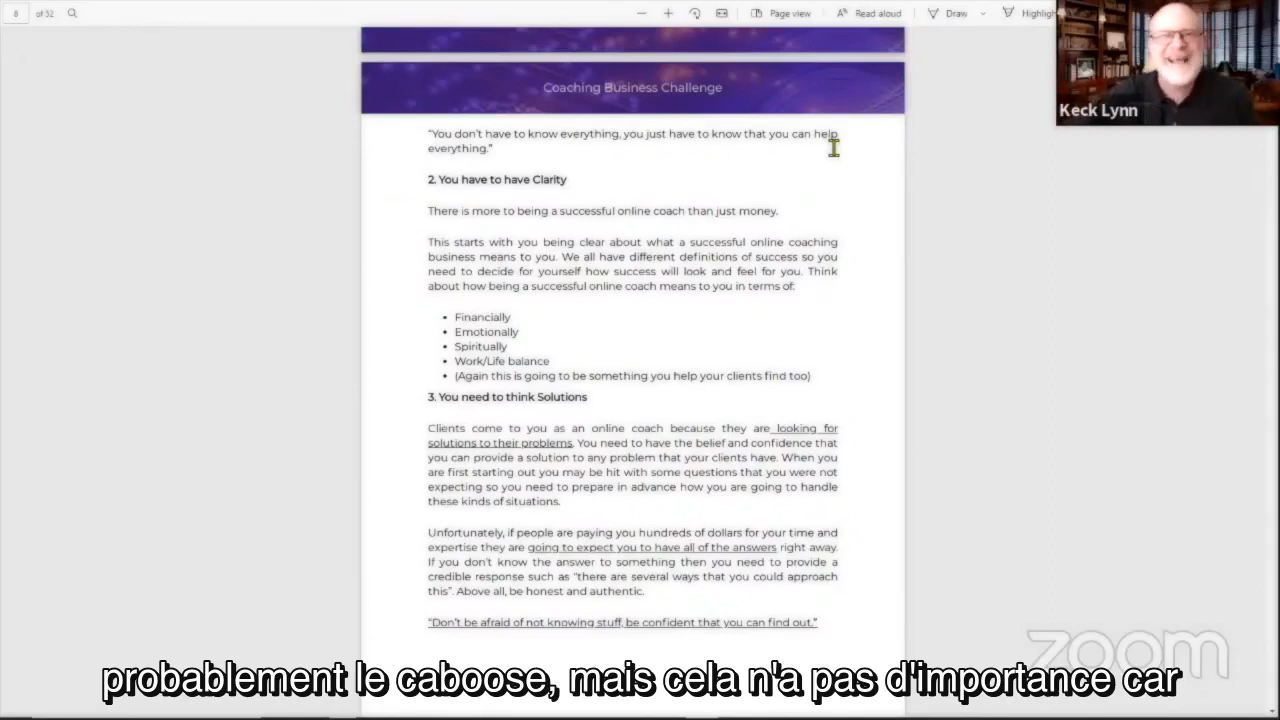 8 of 52
Page view
Read aloud
Draw
Highligh
Keck Lynn
Coaching Business Challenge
“You don’t have to know everything, you just have to know that you can help
everything.”
2. You have to have Clarity
There is more to being a successful online coach than just money.
This starts with you being clear about what a successful online coaching
business means to you. We all have different definitions of success so you
need to decide for yourself how success will look and feel for you. Think
about how being a successful online coach means to you in terms of:
• Financially
• Emotionally
• Spiritually
• Work/Life balance
• (Again this is going to be something you help your clients find too)
3. You need to think Solutions
Clients come to you as an online coach because they are looking for
solutions to their problems. You need to have the belief and confidence that
you can provide a solution to any problem that your clients have. When you
are first starting out you may be hit with some questions that you were not
expecting so you need to prepare in advance how you are going to handle
these kinds of situations.
Unfortunately, if people are paying you hundreds of dollars for your time and
expertise they are going to expect you to have all of the answers right away.
If you don’t know the answer to something then you need to provide a
credible response such as “there are several ways that you could approach
this”. Above all, be honest and authentic.
“Don’t be afraid of not knowing stuff, be confident that you can find out.”
zoom
probablement le caboose, mais cela n'a pas d'importance car